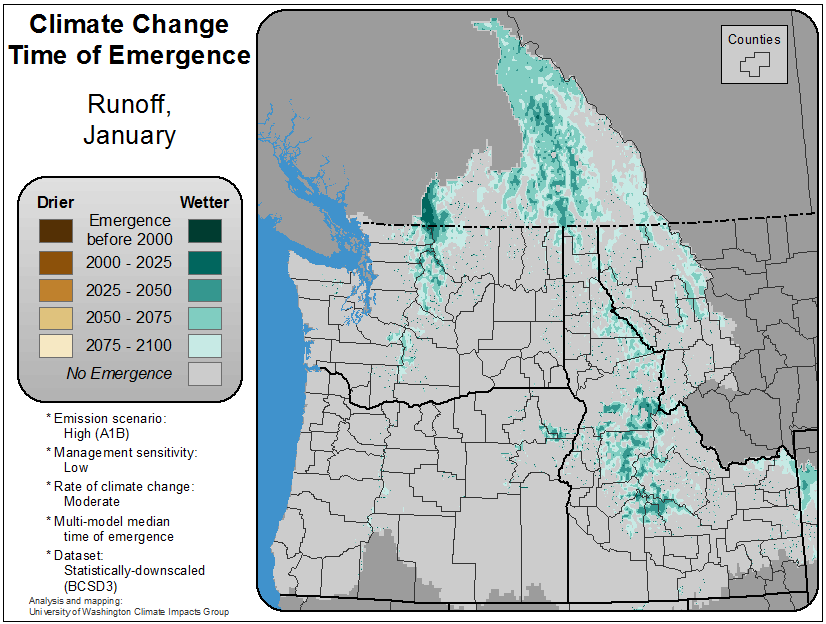 Climate Change
Time of Emergence
Runoff,
January
Drier
Wetter
Emergence
before 2000
2000 - 2025
2025 - 2050
2050 - 2075
2075 - 2100
No Emergence
* Emission scenario:
High (A1B)
* Management sensitivity:
Low
* Rate of climate change:
Moderate
* Multi-model median
time of emergence
* Dataset:
Statistically-downscaled
(BCSD3)
Analysis and mapping:
University of Washington Climate Impacts Group
Counties